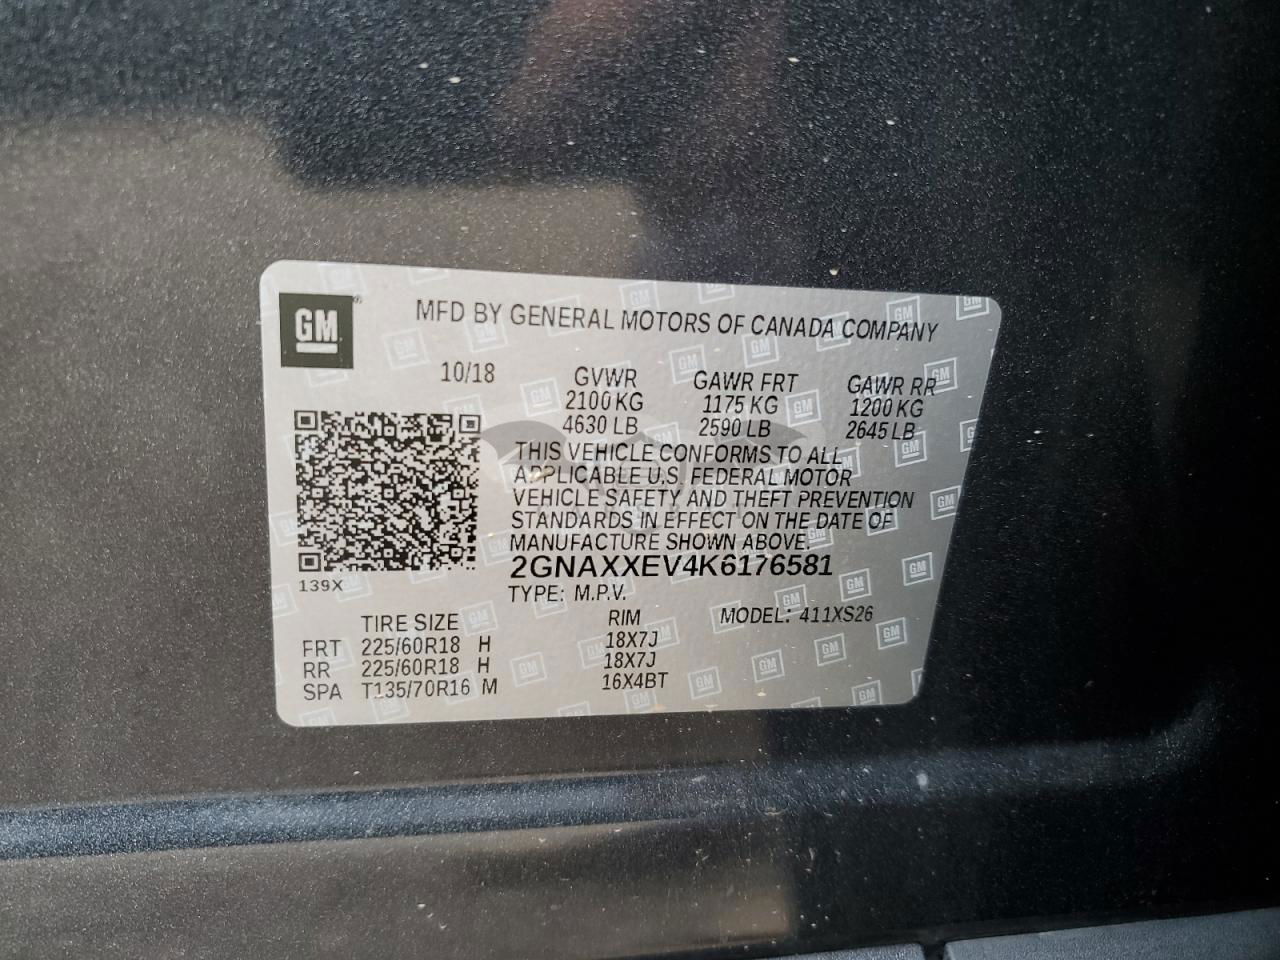 GM
MFD BY GENERAL MOTORS OF CANADA COMPANY
10/18 GVWR GAWR FRT GAWR RR
2100 KG 1175 KG 1200 KG
4630 LB 2590 LB 2645 LB
THIS VEHICLE CONFORMS TO ALL
APPLICABLE U.S. FEDERAL MOTOR
VEHICLE SAFETY AND THEFT PREVENTION
STANDARDS IN EFFECT ON THE DATE OF
MANUFACTURE SHOWN ABOVE.
2GNAXXEV4K6176581
139X
TYPE: M.P.V.
TIRE SIZE RIM MODEL: 411XS26
FRT 225/60R18 H 18X7J
RR 225/60R18 H 18X7J
SPA T135/70R16 M 16X4BT